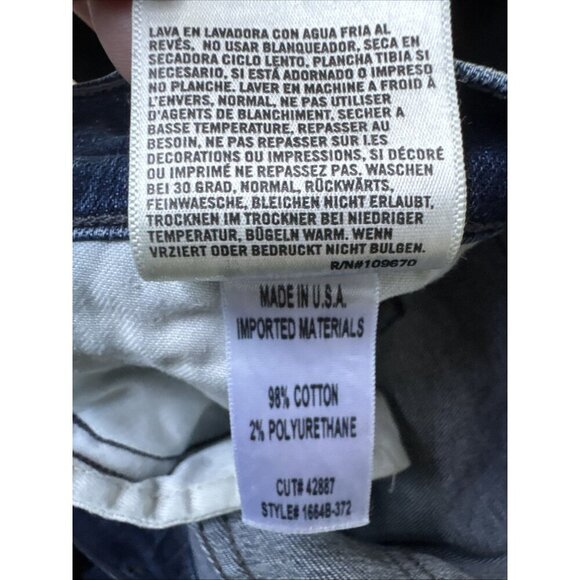 LAVA EN LAVADORA CON AGUA FRIA AL
REVÉS, NO USAR BLANQUEADOR, SECA EN
SECADORA CICLO LENTO. PLANCHA TIBIA SI
NECESARIO, SI ESTÁ ADORNADO O IMPRESO
NO PLANCHE. LAVER EN MACHINE A FROID À
L'ENVERS, NORMAL, NE PAS UTILISER
D'AGENTS DE BLANCHIMENT, SECHER A
BASSE TEMPERATURE, REPASSER AU
BESOIN, NE PAS REPASSER SUR LES
DECORATIONS OU IMPRESSIONS, SI DÉCORÉ
OU IMPRIMÉ NE REPASSEZ PAS. WASCHEN
BEI 30 GRAD, NORMAL, RÜCKWÄRTS,
FEINWAESCHE, BLEICHEN NICHT ERLAUBT,
TROCKNEN IM TROCKNER BEI NIEDRIGER
TEMPERATUR, BÜGELN WARM. WENN
VRZIERT ODER BEDRUCKT NICHT BULGEN.
R/N#109670
MADE IN U.S.A.
IMPORTED MATERIALS
98% COTTON
2% POLYURETHANE
CUT# 42887
STYLE# 1664B-372